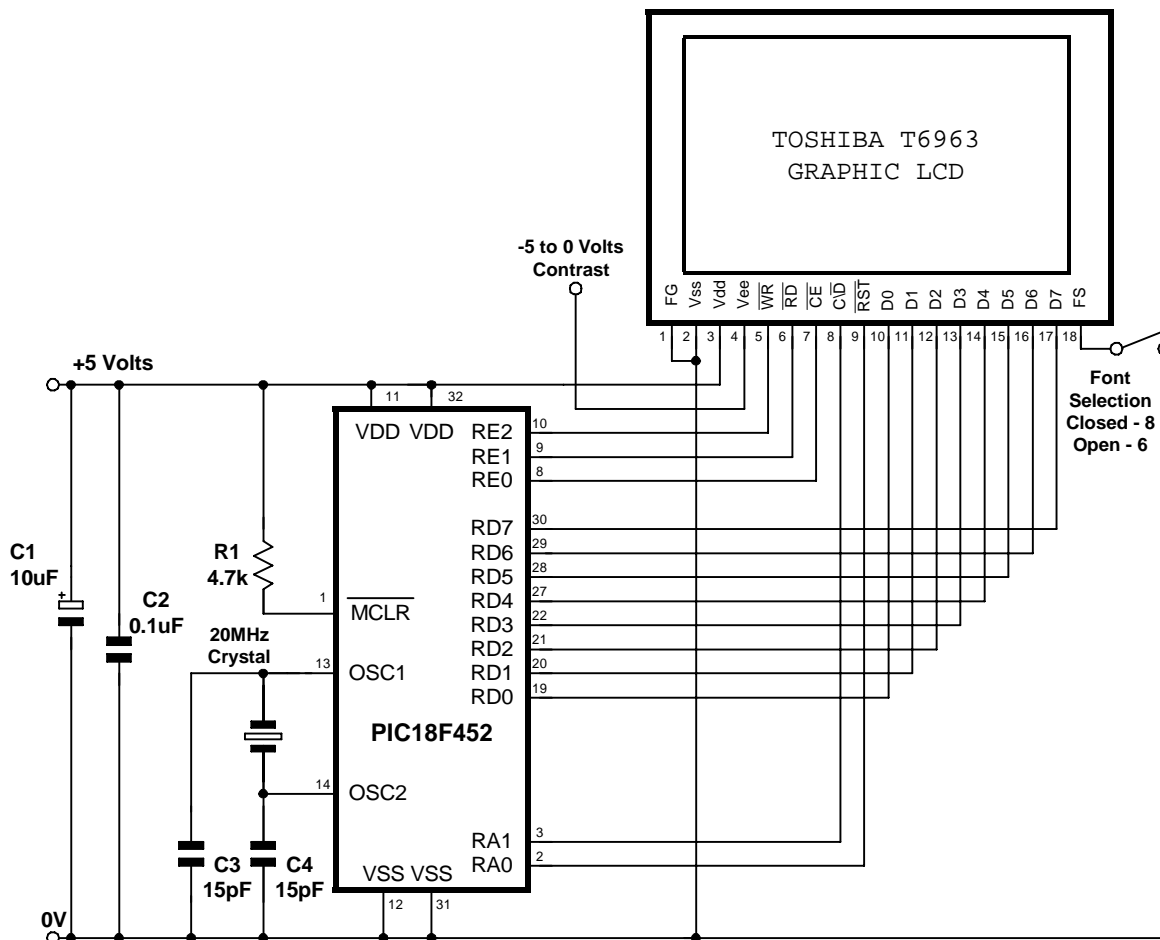 TOSHIBA T6963
GRAPHIC LCD
-5 to 0 Volts
Contrast
FG
Vss
Vdd
Vee
WR
RD
CE
C\D
RST
D0
D1
D2
D3
D4
D5
D6
D7
FS
1
2
3
4
5
6
7
8
9
10
11
12
13
14
15
16
17
18
Font
Selection
Closed - 8
Open - 6
+5 Volts
11
32
VDD VDD
RE2 10
RE1 9
RE0 8
RD7 30
RD6 29
RD5 28
RD4 27
RD3 22
RD2 21
RD1 20
RD0 19
C1
10uF
+
C2
0.1uF
R1
4.7k
1 MCLR
20MHz
Crystal
13 OSC1
PIC18F452
14 OSC2
RA1 3
RA0 2
C3
15pF
C4
15pF
VSS VSS
12
31
0V